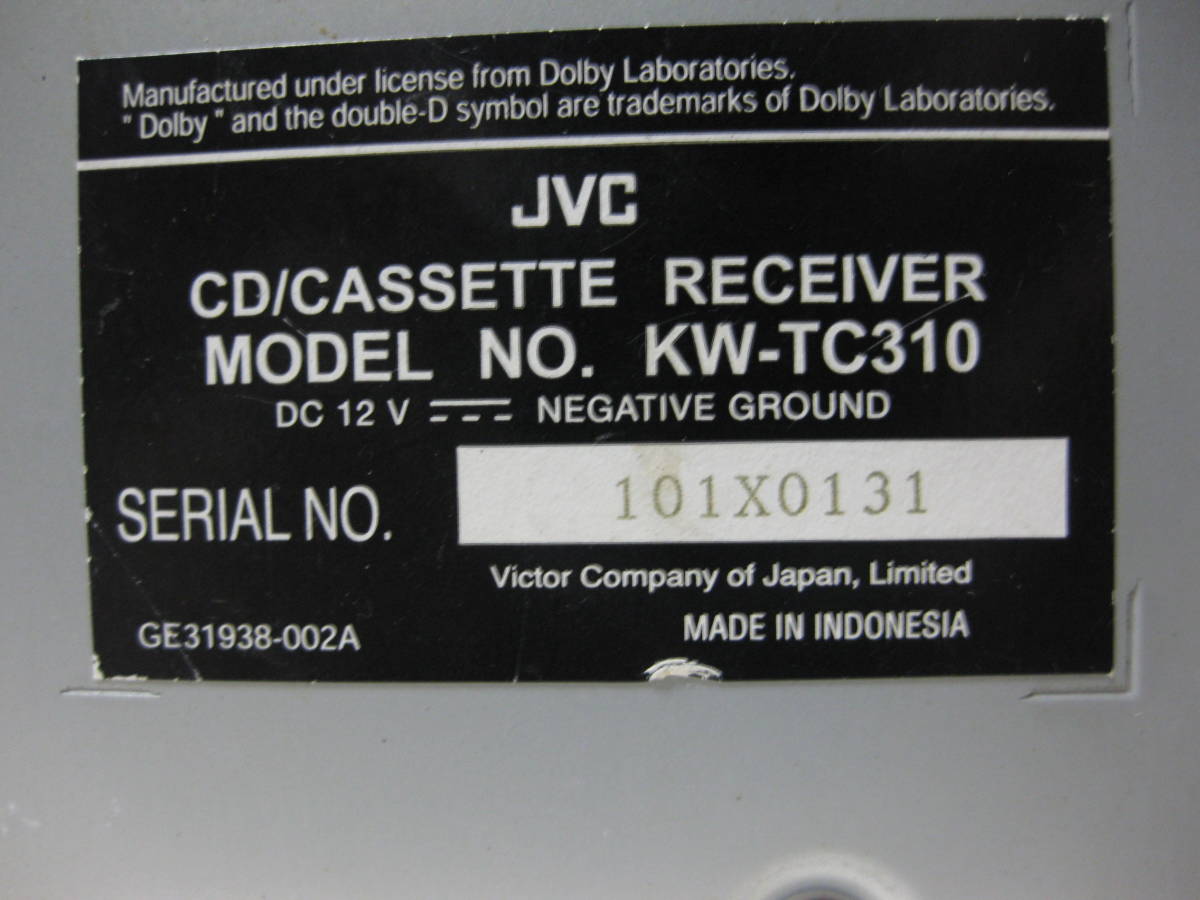 Manufactured under license from Dolby Laboratories.
" Dolby " and the double-D symbol are trademarks of Dolby Laboratories.
JVC
CD/CASSETTE RECEIVER
MODEL NO. KW-TC310
DC 12 V ⎓ NEGATIVE GROUND
SERIAL NO. 101X0131
Victor Company of Japan, Limited
GE31938-002A MADE IN INDONESIA